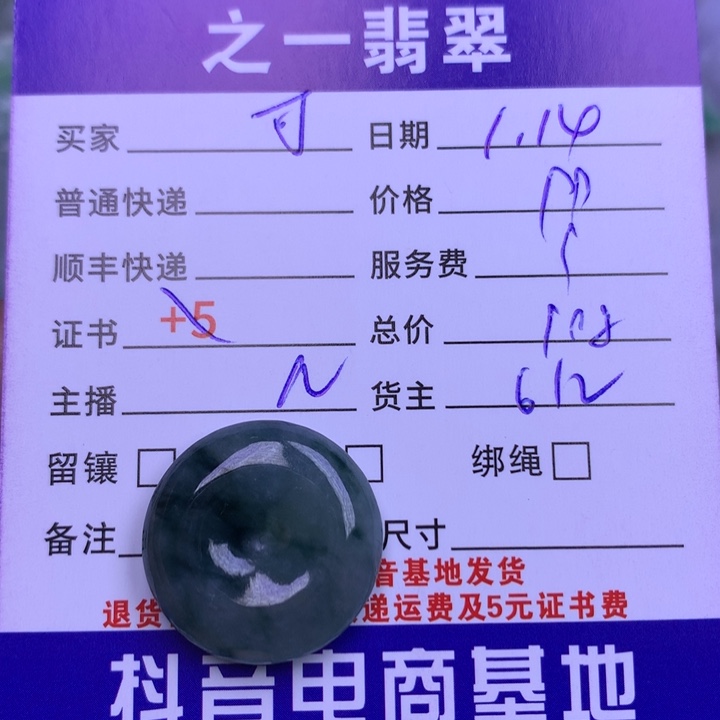 之一翡翠
买家 日期 1.14
普通快递 价格
顺丰快递 服务费
证书 +5 总价
主播 N 货主 612
留镶 绑绳
备注 尺寸
音基地发货
退货 递运费及5元证书费
抖音电商基地